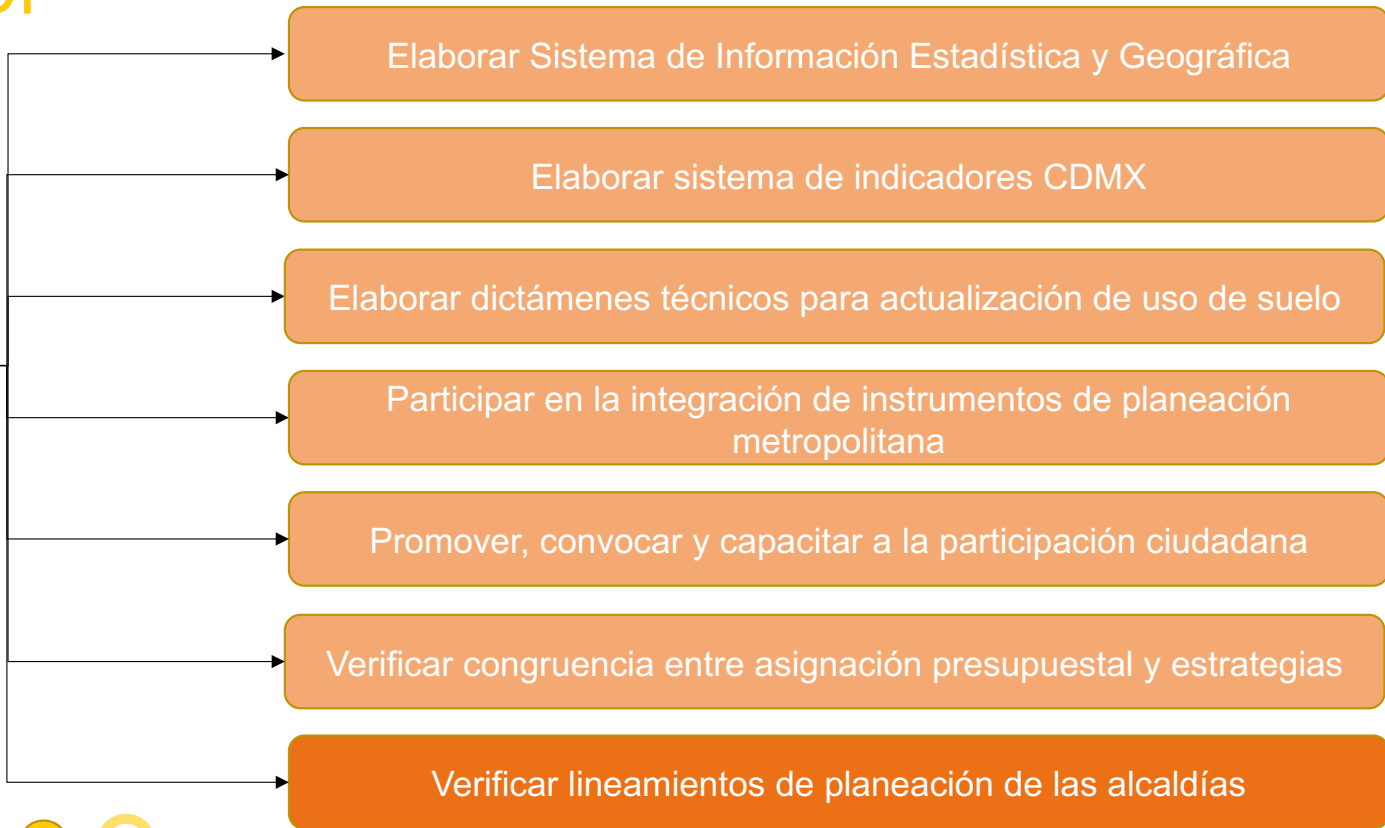 Elaborar Sistema de Información Estadística y Geográfica
Elaborar sistema de indicadores CDMX
Elaborar dictámenes técnicos para actualización de uso de suelo
Participar en la integración de instrumentos de planeación
metropolitana
Promover, convocar y capacitar a la participación ciudadana
Verificar congruencia entre asignación presupuestal y estrategias
Verificar lineamientos de planeación de las alcaldías